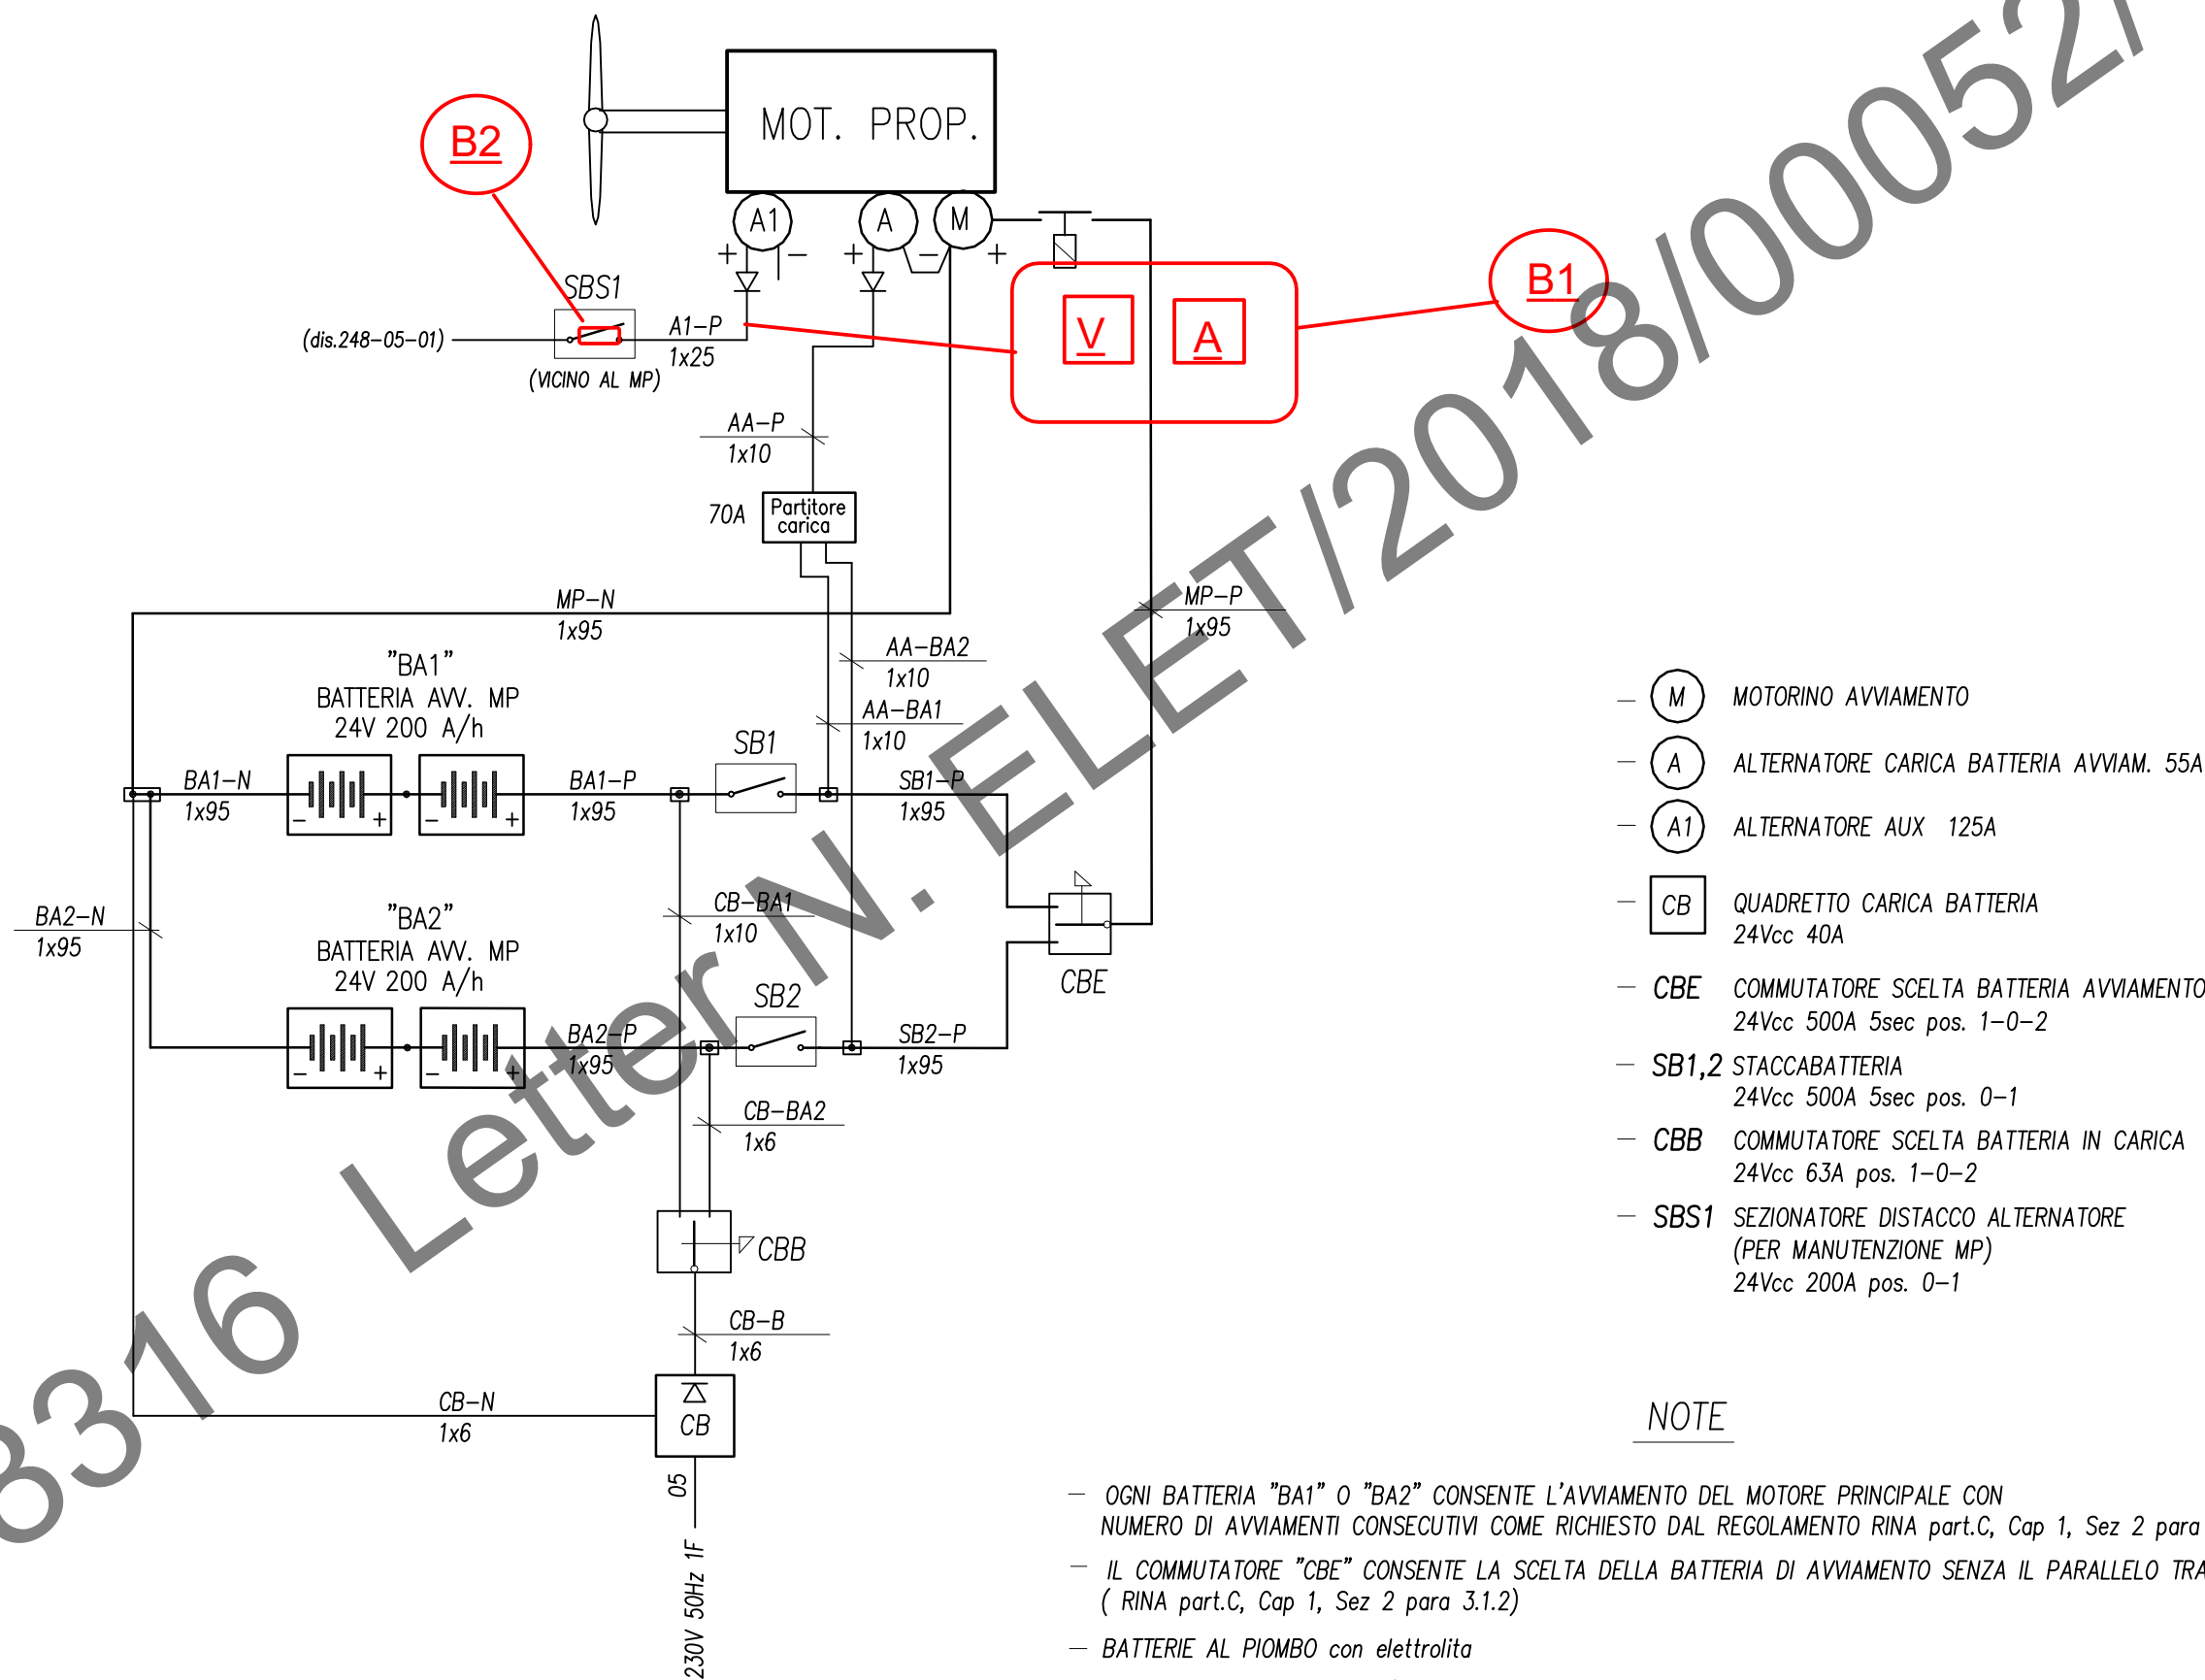 MOT. PROP.
B2
A1
A
M
+
−
+
−
+
B1
SBS1
V
A
(dis.248-05-01)
A1-P
1x25
(VICINO AL MP)
AA-P
1x10
70A
Partitore
carica
MP-N
1x95
MP-P
1x95
AA-BA2
1x10
AA-BA1
1x10
"BA1"
BATTERIA AVV. MP
24V 200 A/h
SB1
BA1-N
1x95
−
+
−
+
BA1-P
1x95
SB1-P
1x95
BA2-N
1x95
"BA2"
BATTERIA AVV. MP
24V 200 A/h
CB-BA1
1x10
CBE
SB2
−
+
−
+
BA2-P
1x95
SB2-P
1x95
CB-BA2
1x6
CBB
CB-B
1x6
CB-N
1x6
CB
05
230V 50Hz 1F
M MOTORINO AVVIAMENTO
A ALTERNATORE CARICA BATTERIA AVVIAM. 55A
A1 ALTERNATORE AUX 125A
CB QUADRETTO CARICA BATTERIA
24Vcc 40A
CBE COMMUTATORE SCELTA BATTERIA AVVIAMENTO
24Vcc 500A 5sec pos. 1-0-2
SB1,2 STACCABATTERIA
24Vcc 500A 5sec pos. 0-1
CBB COMMUTATORE SCELTA BATTERIA IN CARICA
24Vcc 63A pos. 1-0-2
SBS1 SEZIONATORE DISTACCO ALTERNATORE
(PER MANUTENZIONE MP)
24Vcc 200A pos. 0-1
NOTE
— OGNI BATTERIA "BA1" O "BA2" CONSENTE L'AVVIAMENTO DEL MOTORE PRINCIPALE CON
NUMERO DI AVVIAMENTI CONSECUTIVI COME RICHIESTO DAL REGOLAMENTO RINA part.C, Cap 1, Sez 2 para
— IL COMMUTATORE "CBE" CONSENTE LA SCELTA DELLA BATTERIA DI AVVIAMENTO SENZA IL PARALLELO TRA
( RINA part.C, Cap 1, Sez 2 para 3.1.2)
— BATTERIE AL PIOMBO con elettrolita
8316 Letter N. ELET/2018/00052/